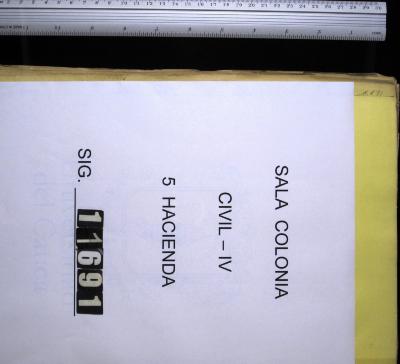 SALA COLONIA
CIVIL – IV
5 HACIENDA
SIG. 11691